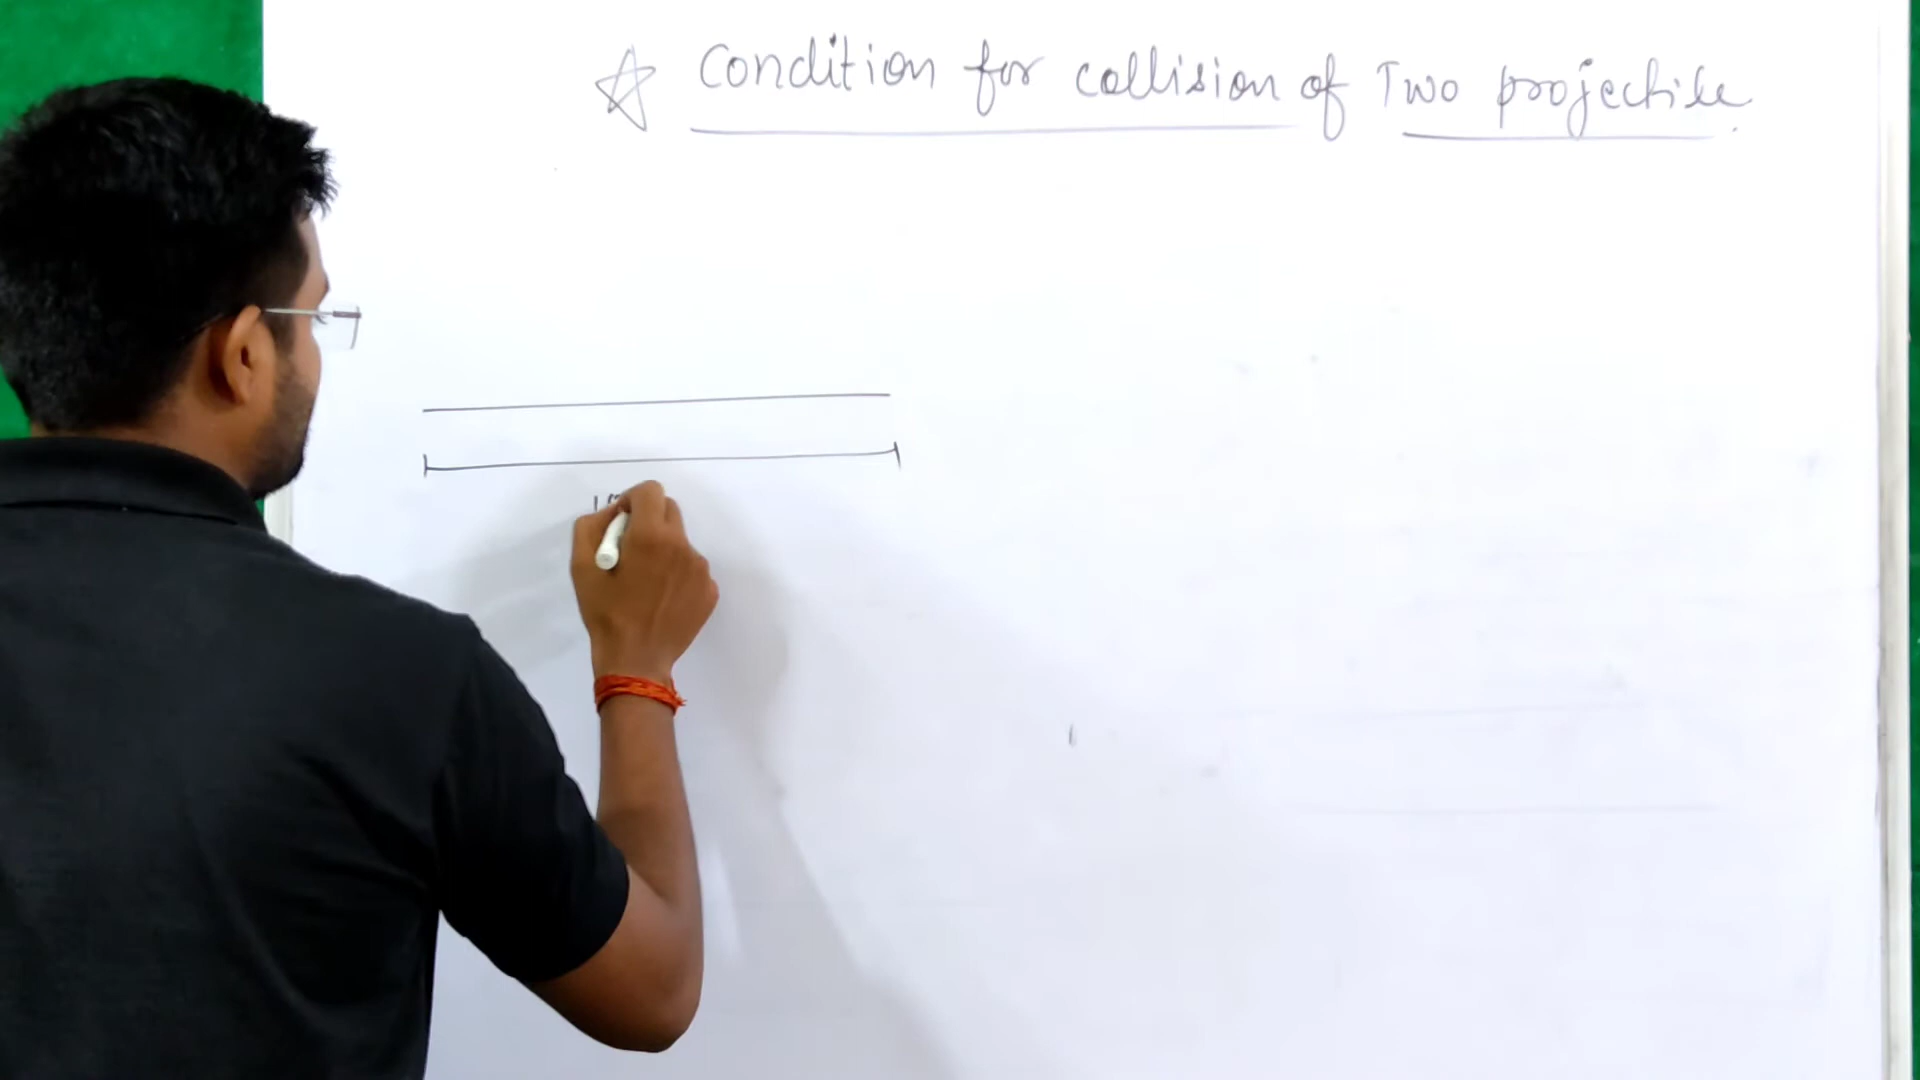 ☆ Condition for collision of Two projectile.